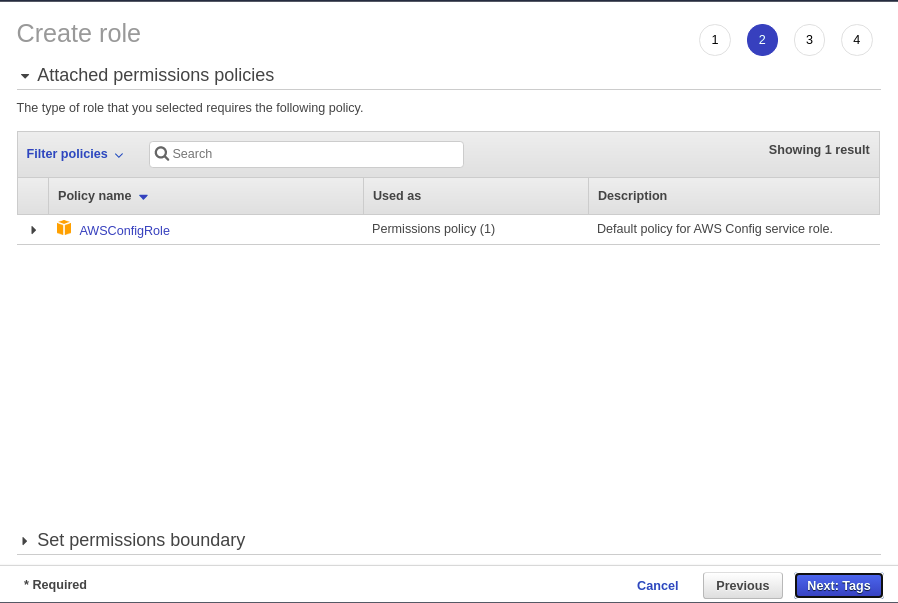 Create role
1 2 3 4
Attached permissions policies
The type of role that you selected requires the following policy.
Filter policies Search Showing 1 result
Policy name Used as Description
AWSConfigRole Permissions policy (1) Default policy for AWS Config service role.
Set permissions boundary
* Required Cancel Previous Next: Tags